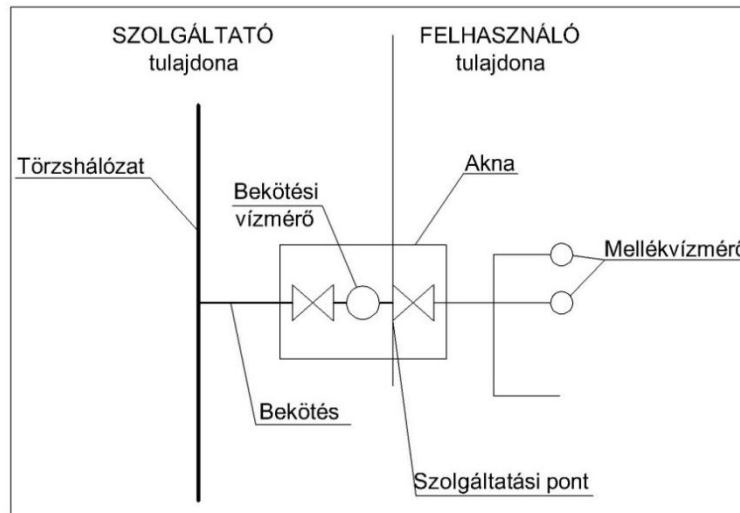 SZOLGÁLTATÓ
tulajdona
FELHASZNÁLÓ
tulajdona
Törzshálózat
Akna
Bekötési
vízmérő
Mellékvízmérő
Bekötés
Szolgáltatási pont